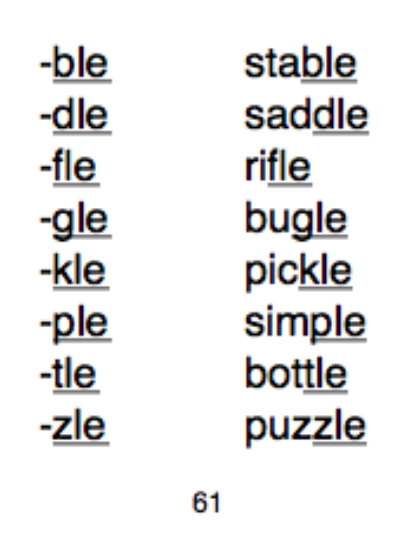 -ble stable
-dle saddle
-fle rifle
-gle bugle
-kle pickle
-ple simple
-tle bottle
-zle puzzle
61